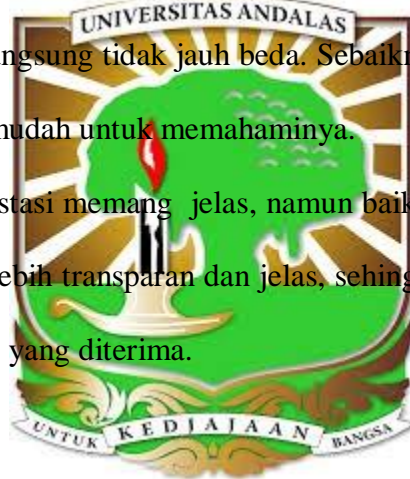 UNIVERSITAS ANDALAS
ngsung tidak jauh beda. Sebaikn
mudah untuk memahaminya.
stasi memang jelas, namun baik
ebih transparan dan jelas, sehing
yang diterima.
UNTUK KEDJAJAAN BANGSA